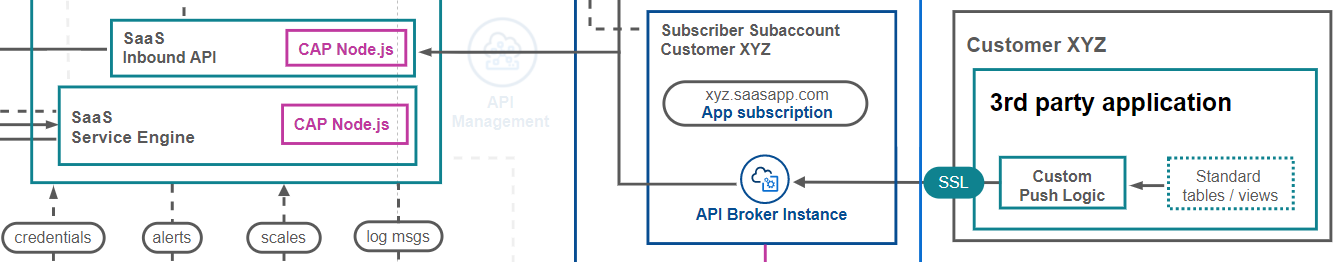 SaaS
Inbound API
CAP Node.js
SaaS
Service Engine
CAP Node.js
credentials
alerts
scales
log msgs
API
Management
Subscriber Subaccount
Customer XYZ
xyz.saasapp.com
App subscription
API Broker Instance
SSL
Customer XYZ
3rd party application
Custom
Push Logic
Standard
tables / views